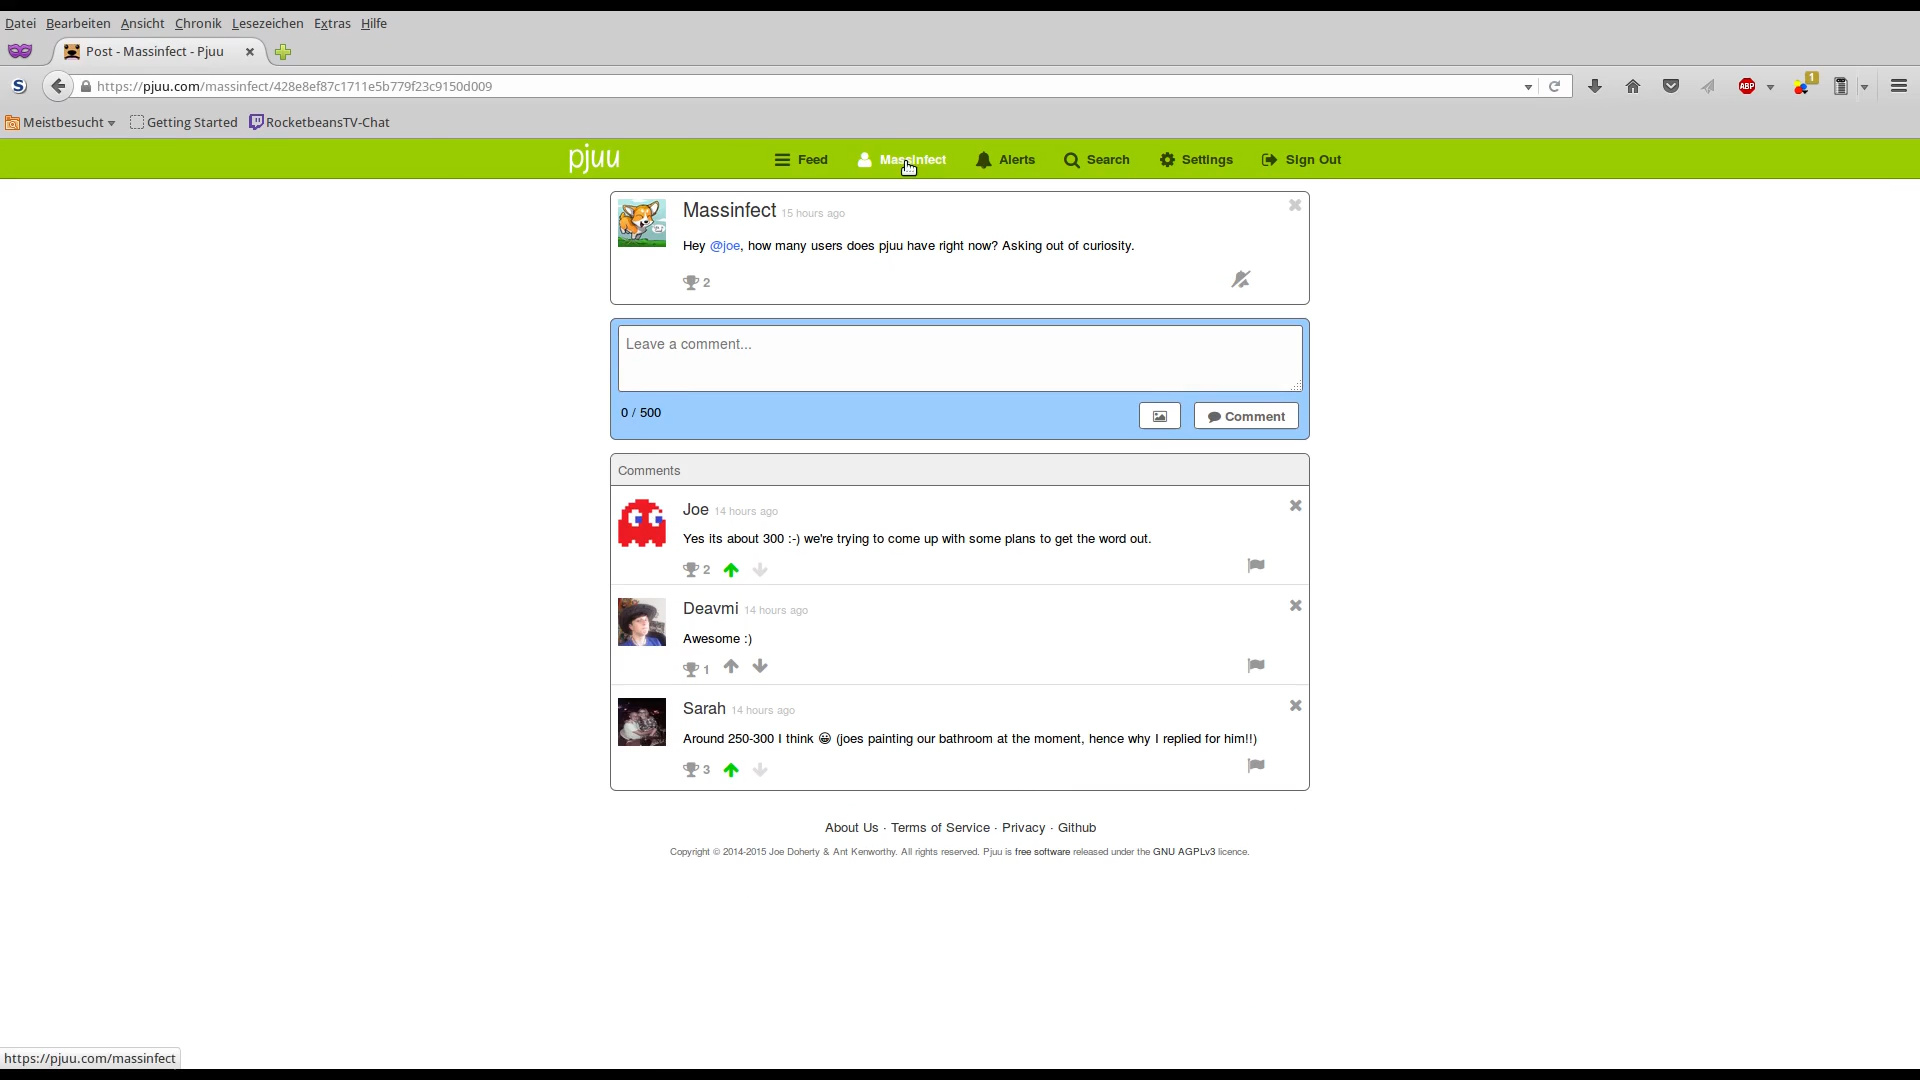 Datei Bearbeiten Ansicht Chronik Lesezeichen Extras Hilfe
Post - Massinfect - Pjuu
https://pjuu.com/massinfect/428e8ef87c1711e5b779f23c9150d009
ABP
1
Meistbesucht Getting Started RocketbeansTV-Chat
pjuu Feed Massinfect Alerts Search Settings Sign Out
Massinfect 15 hours ago
Hey @joe, how many users does pjuu have right now? Asking out of curiosity.
2
Leave a comment...
0 / 500 Comment
Comments
Joe 14 hours ago
Yes its about 300 :-) we're trying to come up with some plans to get the word out.
2
Deavmi 14 hours ago
Awesome :)
1
Sarah 14 hours ago
Around 250-300 I think 😀 (joes painting our bathroom at the moment, hence why I replied for him!!)
3
About Us · Terms of Service · Privacy · Github
Copyright © 2014-2015 Joe Doherty & Ant Kenworthy. All rights reserved. Pjuu is free software released under the GNU AGPLv3 licence.
https://pjuu.com/massinfect